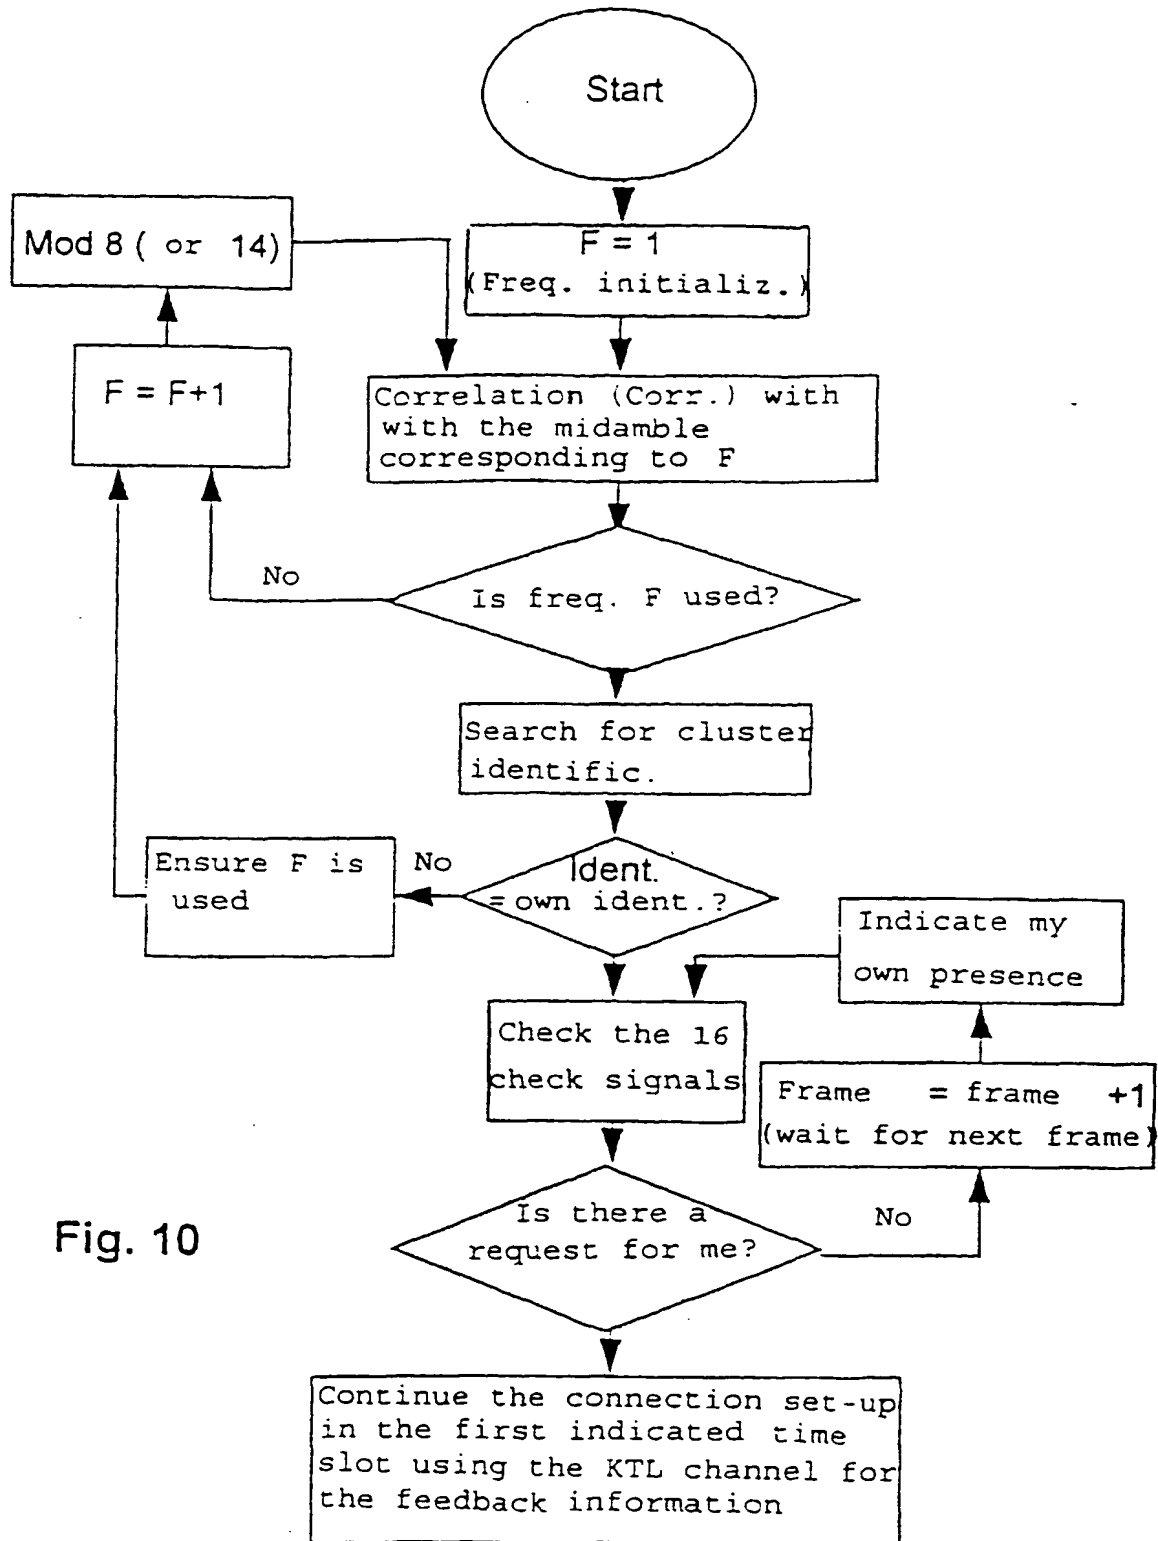 Start
Mod 8 ( or 14)
F = 1
(Freq. initializ.)
F = F+1
Correlation (Corr.) with
with the midamble
corresponding to F
No
Is freq. F used?
Search for cluster
identific.
Ensure F is
used
No
Ident.
= own ident.?
Indicate my
own presence
Check the 16
check signals
Frame = frame +1
(wait for next frame)
Is there a
request for me?
No
Fig. 10
Continue the connection set-up
in the first indicated time
slot using the KTL channel for
the feedback information